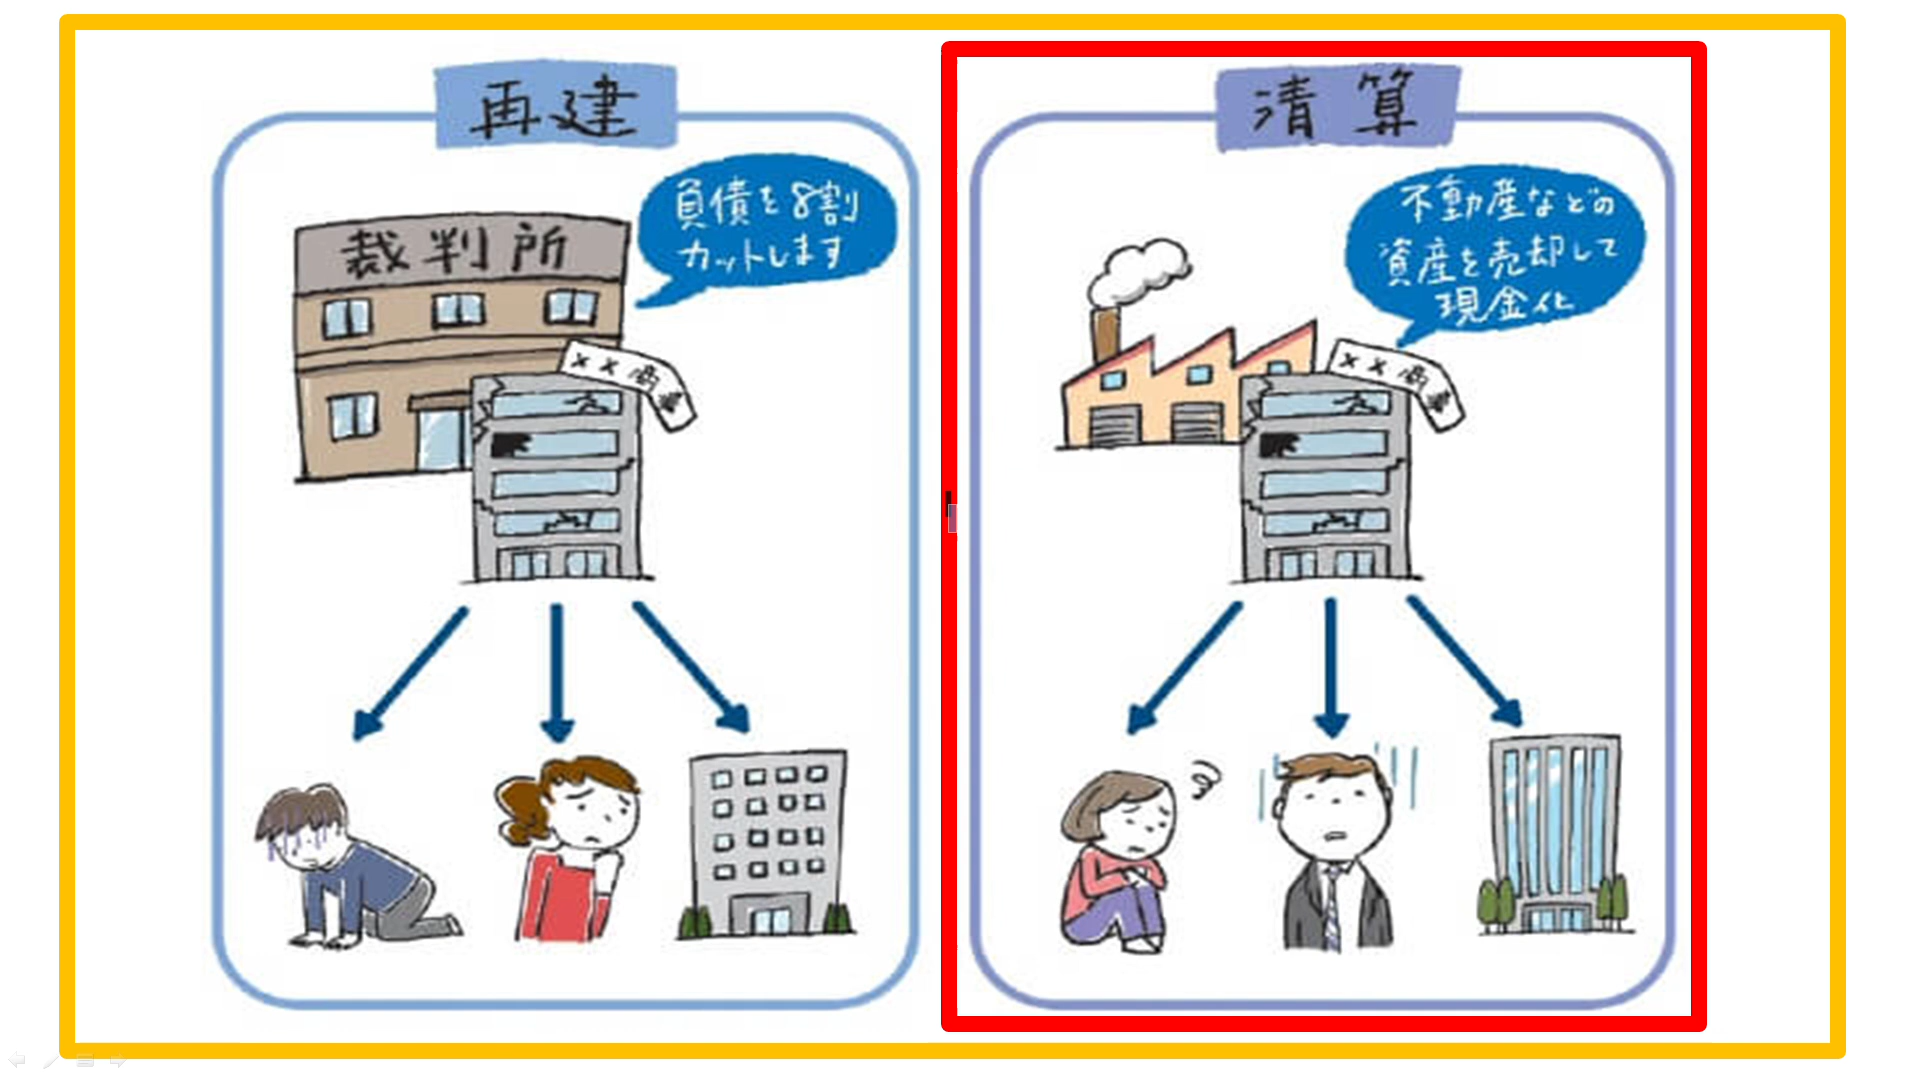 再建
負債を8割
カットします
裁判所
××商事
清算
不動産などの
資産を売却して
現金化
××商事